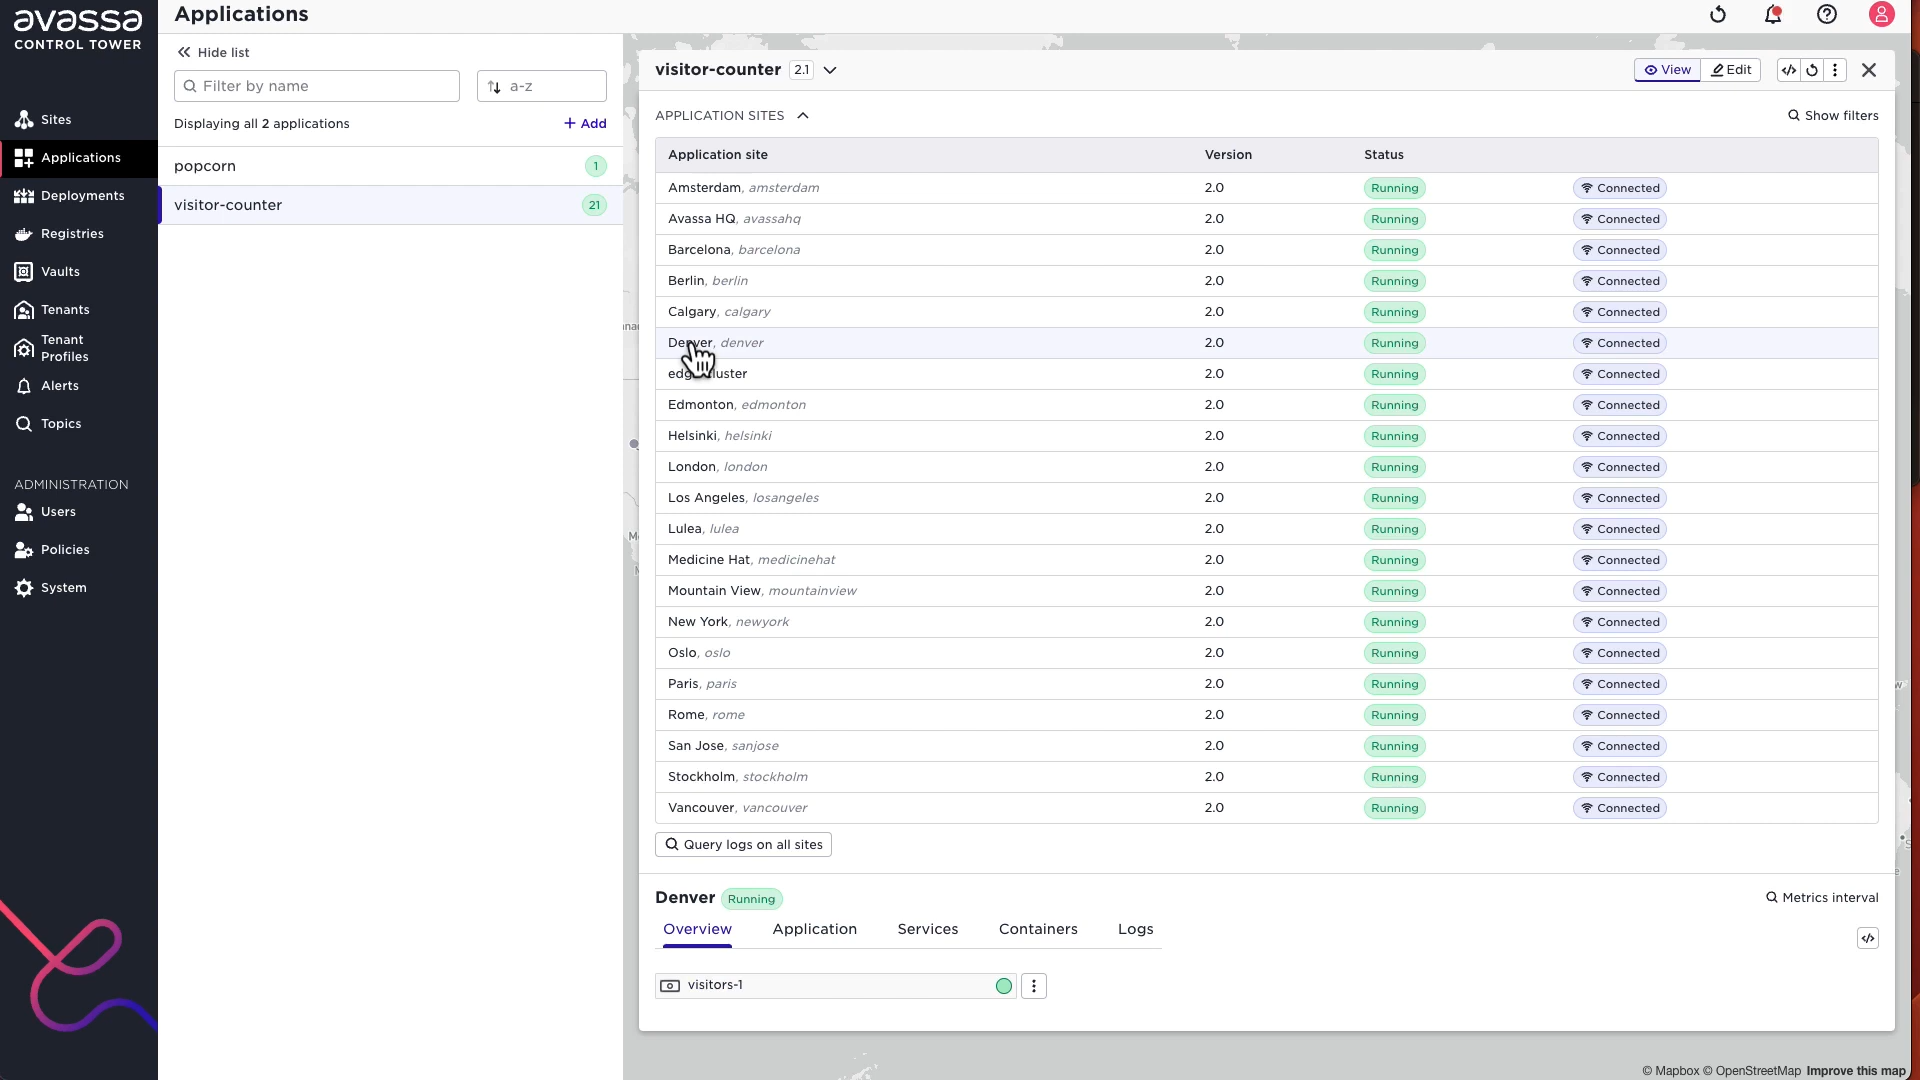 avassa
CONTROL TOWER
Sites
Applications
Deployments
Registries
Vaults
Tenants
Tenant
Profiles
Alerts
Topics
ADMINISTRATION
Users
Policies
System
Applications
Hide list
Filter by name
a-z
Displaying all 2 applications
Add
popcorn 1
visitor-counter 21
visitor-counter 2.1
View Edit
APPLICATION SITES
Show filters
Application site Version Status
Amsterdam, amsterdam 2.0 Running Connected
Avassa HQ, avassahq 2.0 Running Connected
Barcelona, barcelona 2.0 Running Connected
Berlin, berlin 2.0 Running Connected
Calgary, calgary 2.0 Running Connected
Denver, denver 2.0 Running Connected
2.0 Running Connected
Edmonton, edmonton 2.0 Running Connected
Helsinki, helsinki 2.0 Running Connected
London, london 2.0 Running Connected
Los Angeles, losangeles 2.0 Running Connected
Lulea, lulea 2.0 Running Connected
Medicine Hat, medicinehat 2.0 Running Connected
Mountain View, mountainview 2.0 Running Connected
New York, newyork 2.0 Running Connected
Oslo, oslo 2.0 Running Connected
Paris, paris 2.0 Running Connected
Rome, rome 2.0 Running Connected
San Jose, sanjose 2.0 Running Connected
Stockholm, stockholm 2.0 Running Connected
Vancouver, vancouver 2.0 Running Connected
Query logs on all sites
Denver Running
Metrics interval
Overview Application Services Containers Logs
visitors-1
© Mapbox © OpenStreetMap Improve this map